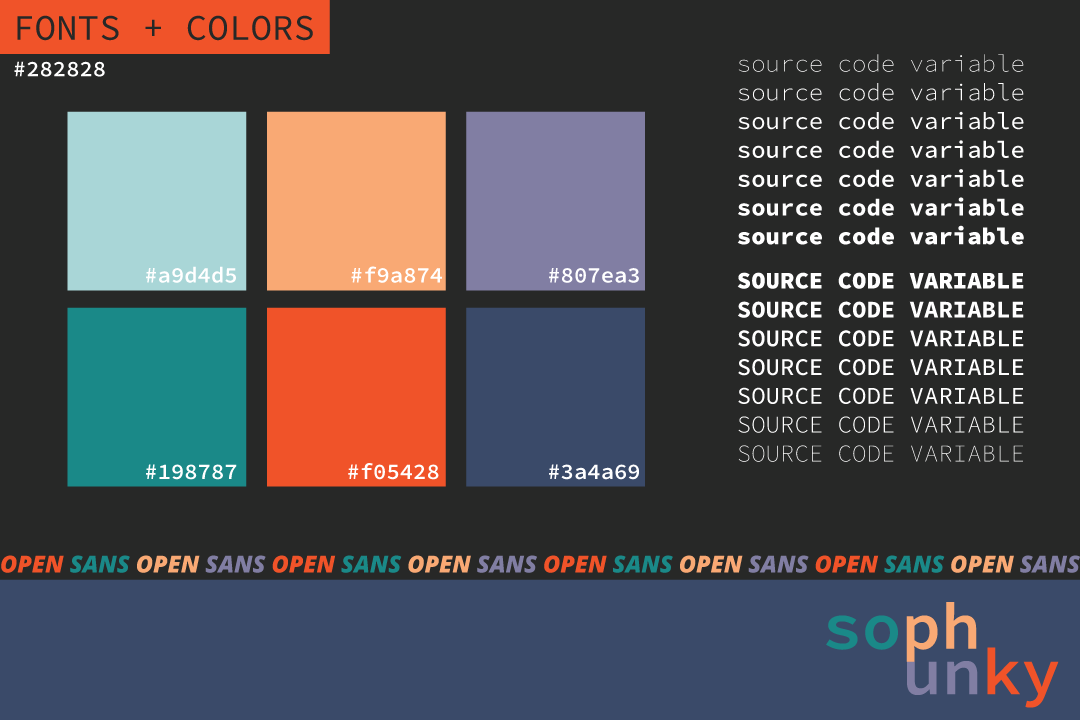 FONTS + COLORS
#282828
#a9d4d5 #f9a874 #807ea3
#198787 #f05428 #3a4a69
source code variable
source code variable
source code variable
source code variable
source code variable
source code variable
source code variable
SOURCE CODE VARIABLE
SOURCE CODE VARIABLE
SOURCE CODE VARIABLE
SOURCE CODE VARIABLE
SOURCE CODE VARIABLE
SOURCE CODE VARIABLE
SOURCE CODE VARIABLE
OPEN SANS OPEN SANS OPEN SANS OPEN SANS OPEN SANS OPEN SANS OPEN SANS OPEN SANS
soph
unky